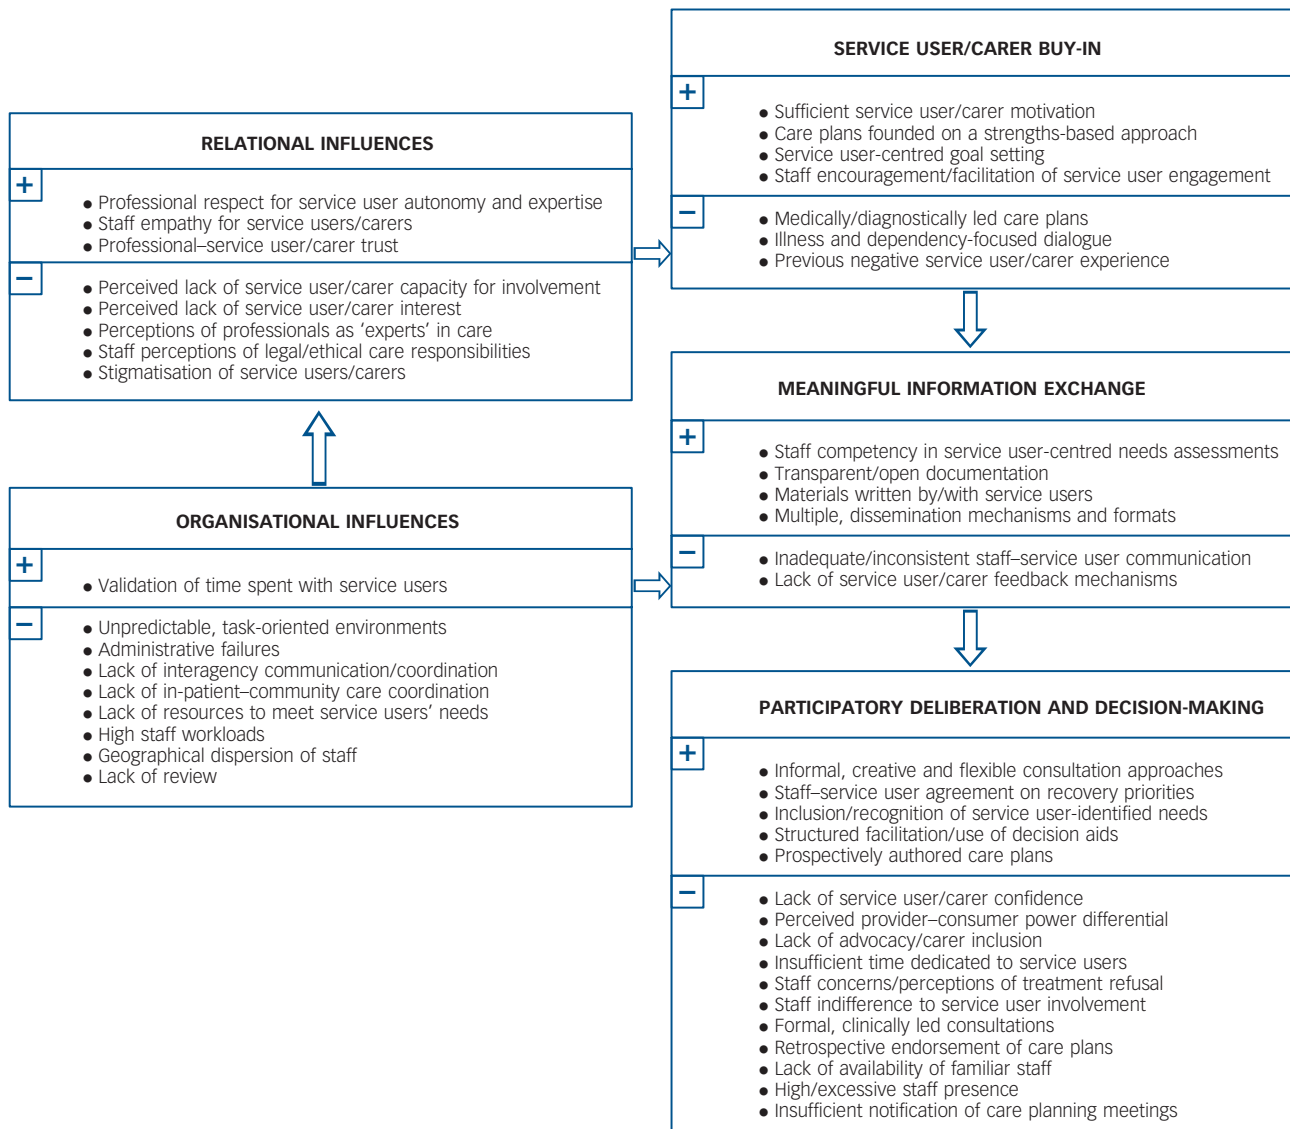 RELATIONAL INFLUENCES
+
● Professional respect for service user autonomy and expertise
● Staff empathy for service users/carers
● Professional–service user/carer trust
−
● Perceived lack of service user/carer capacity for involvement
● Perceived lack of service user/carer interest
● Perceptions of professionals as ‘experts’ in care
● Staff perceptions of legal/ethical care responsibilities
● Stigmatisation of service users/carers
ORGANISATIONAL INFLUENCES
+
● Validation of time spent with service users
−
● Unpredictable, task-oriented environments
● Administrative failures
● Lack of interagency communication/coordination
● Lack of in-patient–community care coordination
● Lack of resources to meet service users’ needs
● High staff workloads
● Geographical dispersion of staff
● Lack of review
SERVICE USER/CARER BUY-IN
+
● Sufficient service user/carer motivation
● Care plans founded on a strengths-based approach
● Service user-centred goal setting
● Staff encouragement/facilitation of service user engagement
−
● Medically/diagnostically led care plans
● Illness and dependency-focused dialogue
● Previous negative service user/carer experience
MEANINGFUL INFORMATION EXCHANGE
+
● Staff competency in service user-centred needs assessments
● Transparent/open documentation
● Materials written by/with service users
● Multiple, dissemination mechanisms and formats
−
● Inadequate/inconsistent staff–service user communication
● Lack of service user/carer feedback mechanisms
PARTICIPATORY DELIBERATION AND DECISION-MAKING
+
● Informal, creative and flexible consultation approaches
● Staff–service user agreement on recovery priorities
● Inclusion/recognition of service user-identified needs
● Structured facilitation/use of decision aids
● Prospectively authored care plans
−
● Lack of service user/carer confidence
● Perceived provider–consumer power differential
● Lack of advocacy/carer inclusion
● Insufficient time dedicated to service users
● Staff concerns/perceptions of treatment refusal
● Staff indifference to service user involvement
● Formal, clinically led consultations
● Retrospective endorsement of care plans
● Lack of availability of familiar staff
● High/excessive staff presence
● Insufficient notification of care planning meetings